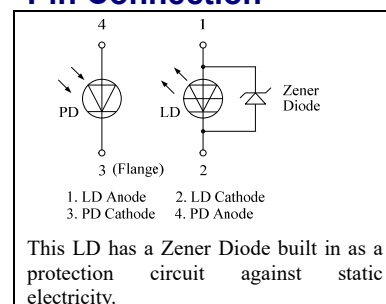 Pin Connection
4
1
PD
LD
Zener
Diode
3 (Flange)
2
1. LD Anode 2. LD Cathode
3. PD Cathode 4. PD Anode
This LD has a Zener Diode built in as a
protection circuit against static
electricity.